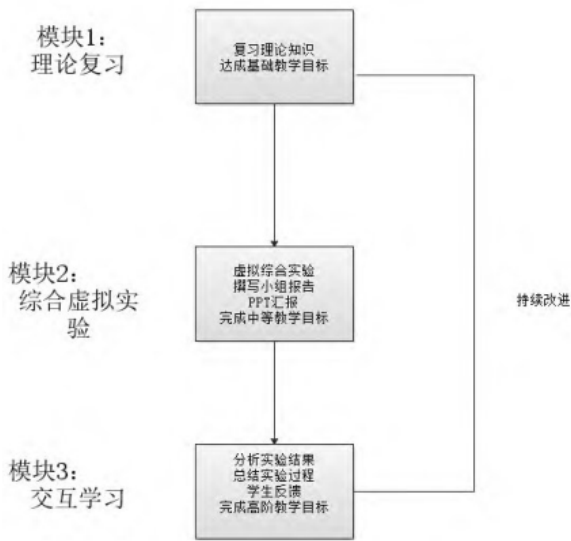 模块1：
理论复习
复习理论知识
达成基础教学目标
模块2：
综合虚拟实
验
虚拟综合实验
撰写小组报告
PPT汇报
完成中等教学目标
持续改进
模块3：
交互学习
分析实验结果
总结实验过程
学生反馈
完成高阶教学目标